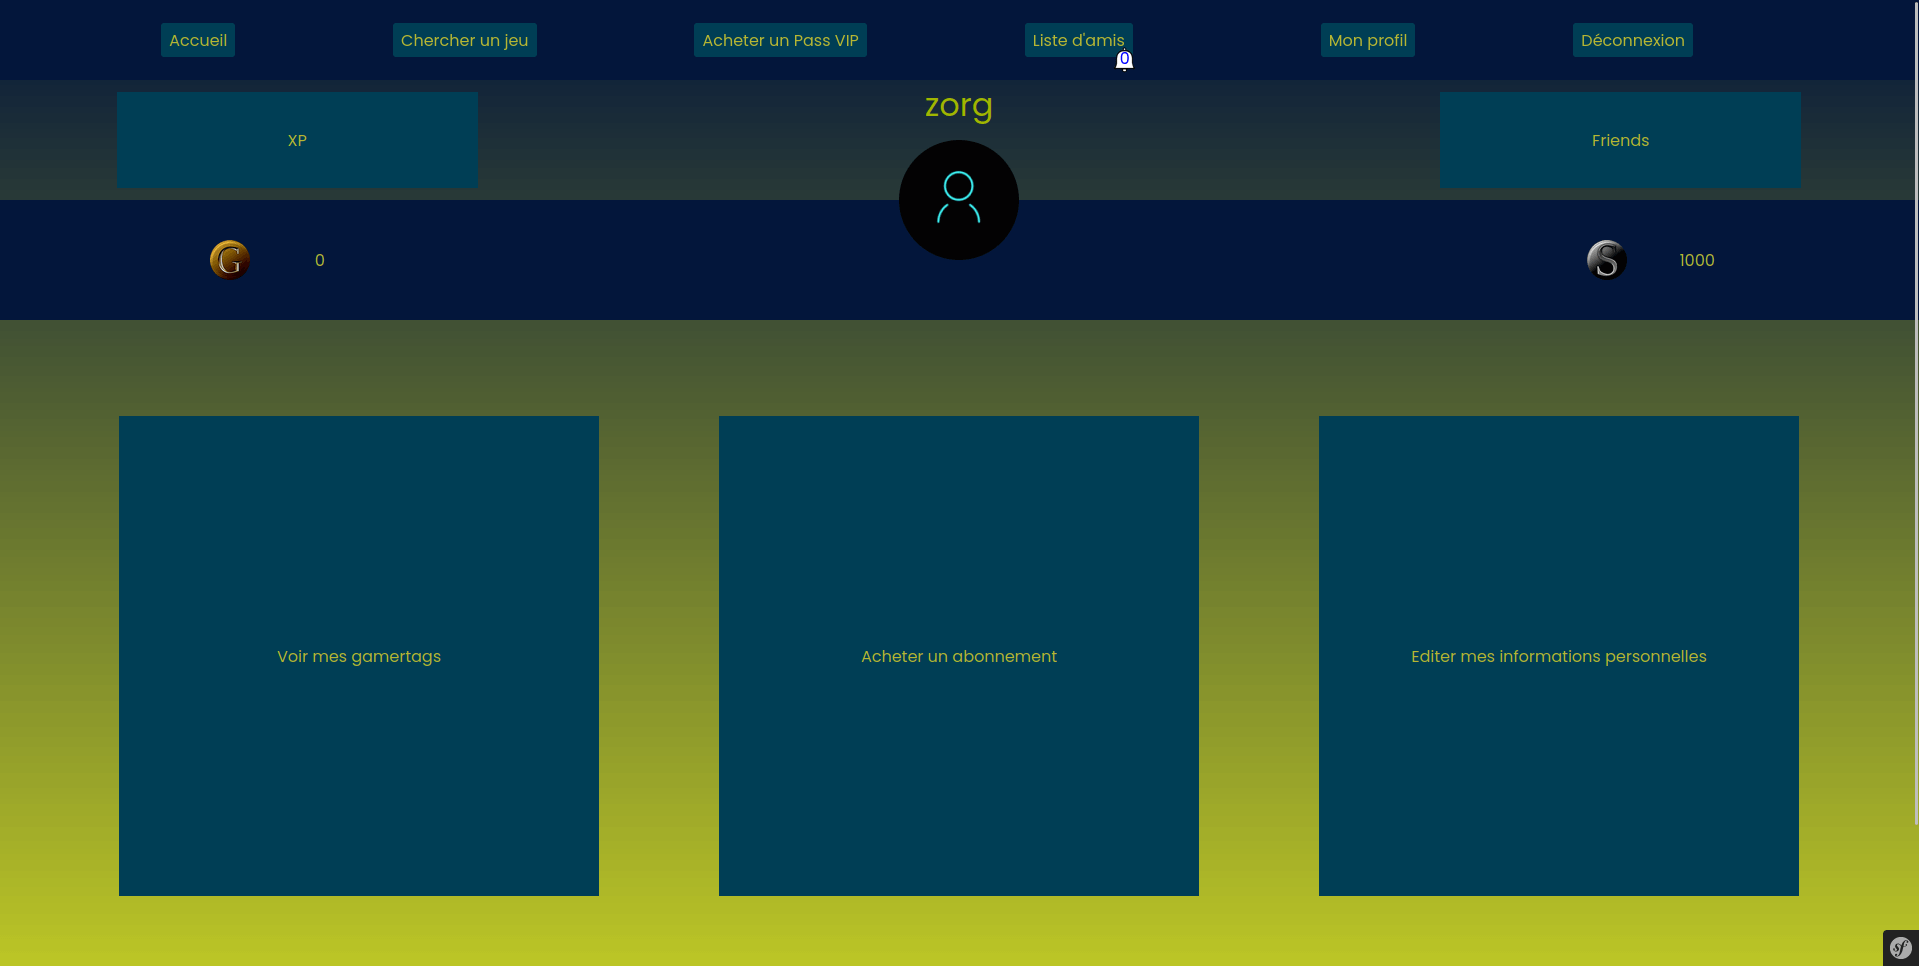 Accueil
Chercher un jeu
Acheter un Pass VIP
Liste d'amis
0
Mon profil
Déconnexion
XP
zorg
Friends
G
0
S
1000
Voir mes gamertags
Acheter un abonnement
Editer mes informations personnelles
sf